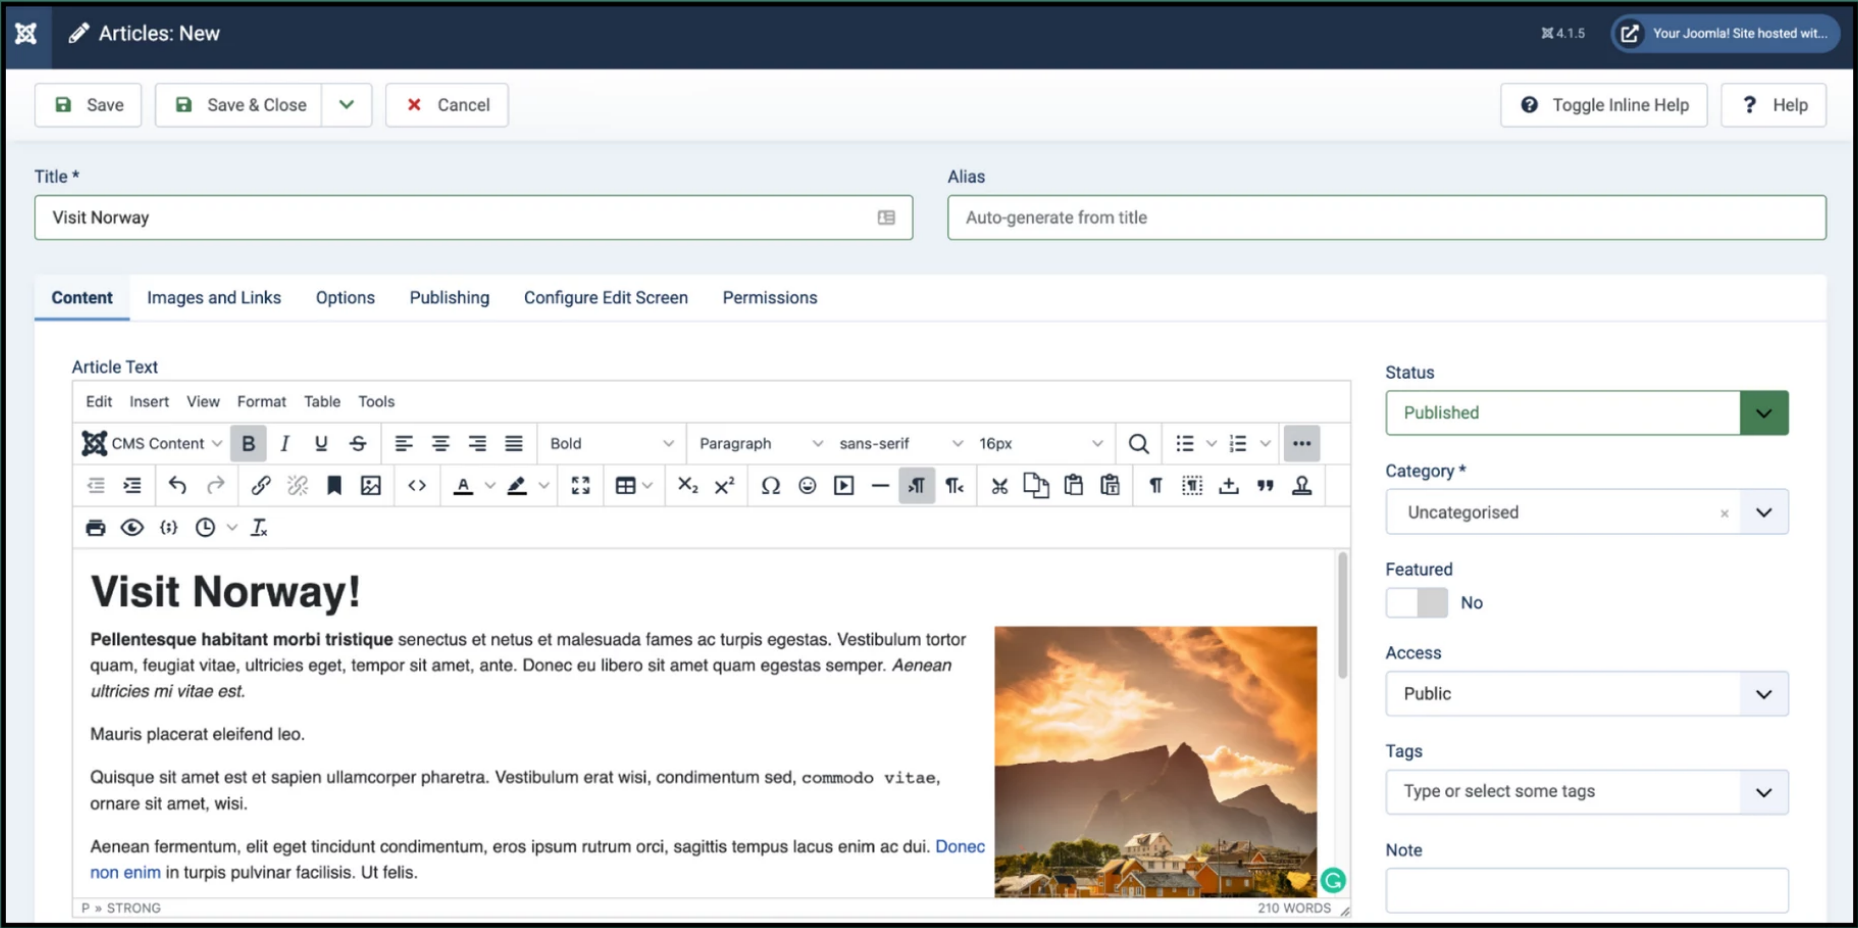 Articles: New
4.1.5
Your Joomla! Site hosted wit...
Save
Save & Close
Cancel
Toggle Inline Help
? Help
Title *
Alias
Visit Norway
Auto-generate from title
Content
Images and Links
Options
Publishing
Configure Edit Screen
Permissions
Article Text
Edit Insert View Format Table Tools
CMS Content B I U S Bold Paragraph sans-serif 16px
Visit Norway!
Pellentesque habitant morbi tristique senectus et netus et malesuada fames ac turpis egestas. Vestibulum tortor
quam, feugiat vitae, ultricies eget, tempor sit amet, ante. Donec eu libero sit amet quam egestas semper. Aenean
ultricies mi vitae est.
Mauris placerat eleifend leo.
Quisque sit amet est et sapien ullamcorper pharetra. Vestibulum erat wisi, condimentum sed, commodo vitae,
ornare sit amet, wisi.
Aenean fermentum, elit eget tincidunt condimentum, eros ipsum rutrum orci, sagittis tempus lacus enim ac dui. Donec
non enim in turpis pulvinar facilisis. Ut felis.
P » STRONG
210 WORDS
Status
Published
Category *
Uncategorised
Featured
No
Access
Public
Tags
Type or select some tags
Note